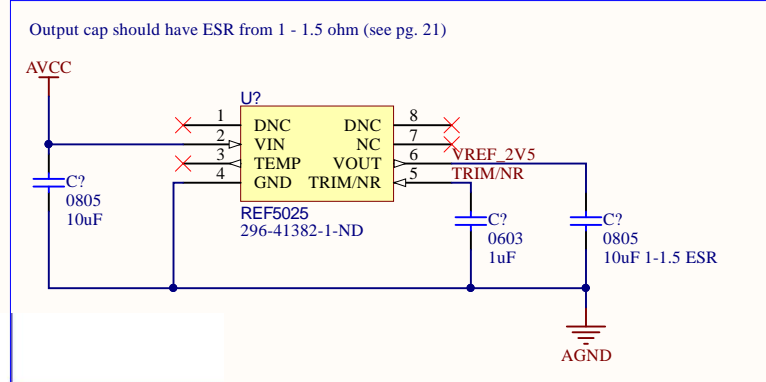 Output cap should have ESR from 1 - 1.5 ohm (see pg. 21)
AVCC
U?
1 DNC DNC 8
2 VIN NC 7
3 TEMP VOUT 6 VREF_2V5
4 GND TRIM/NR 5 TRIM/NR
REF5025
296-41382-1-ND
C?
0805
10uF
C?
0603
1uF
C?
0805
10uF 1-1.5 ESR
AGND